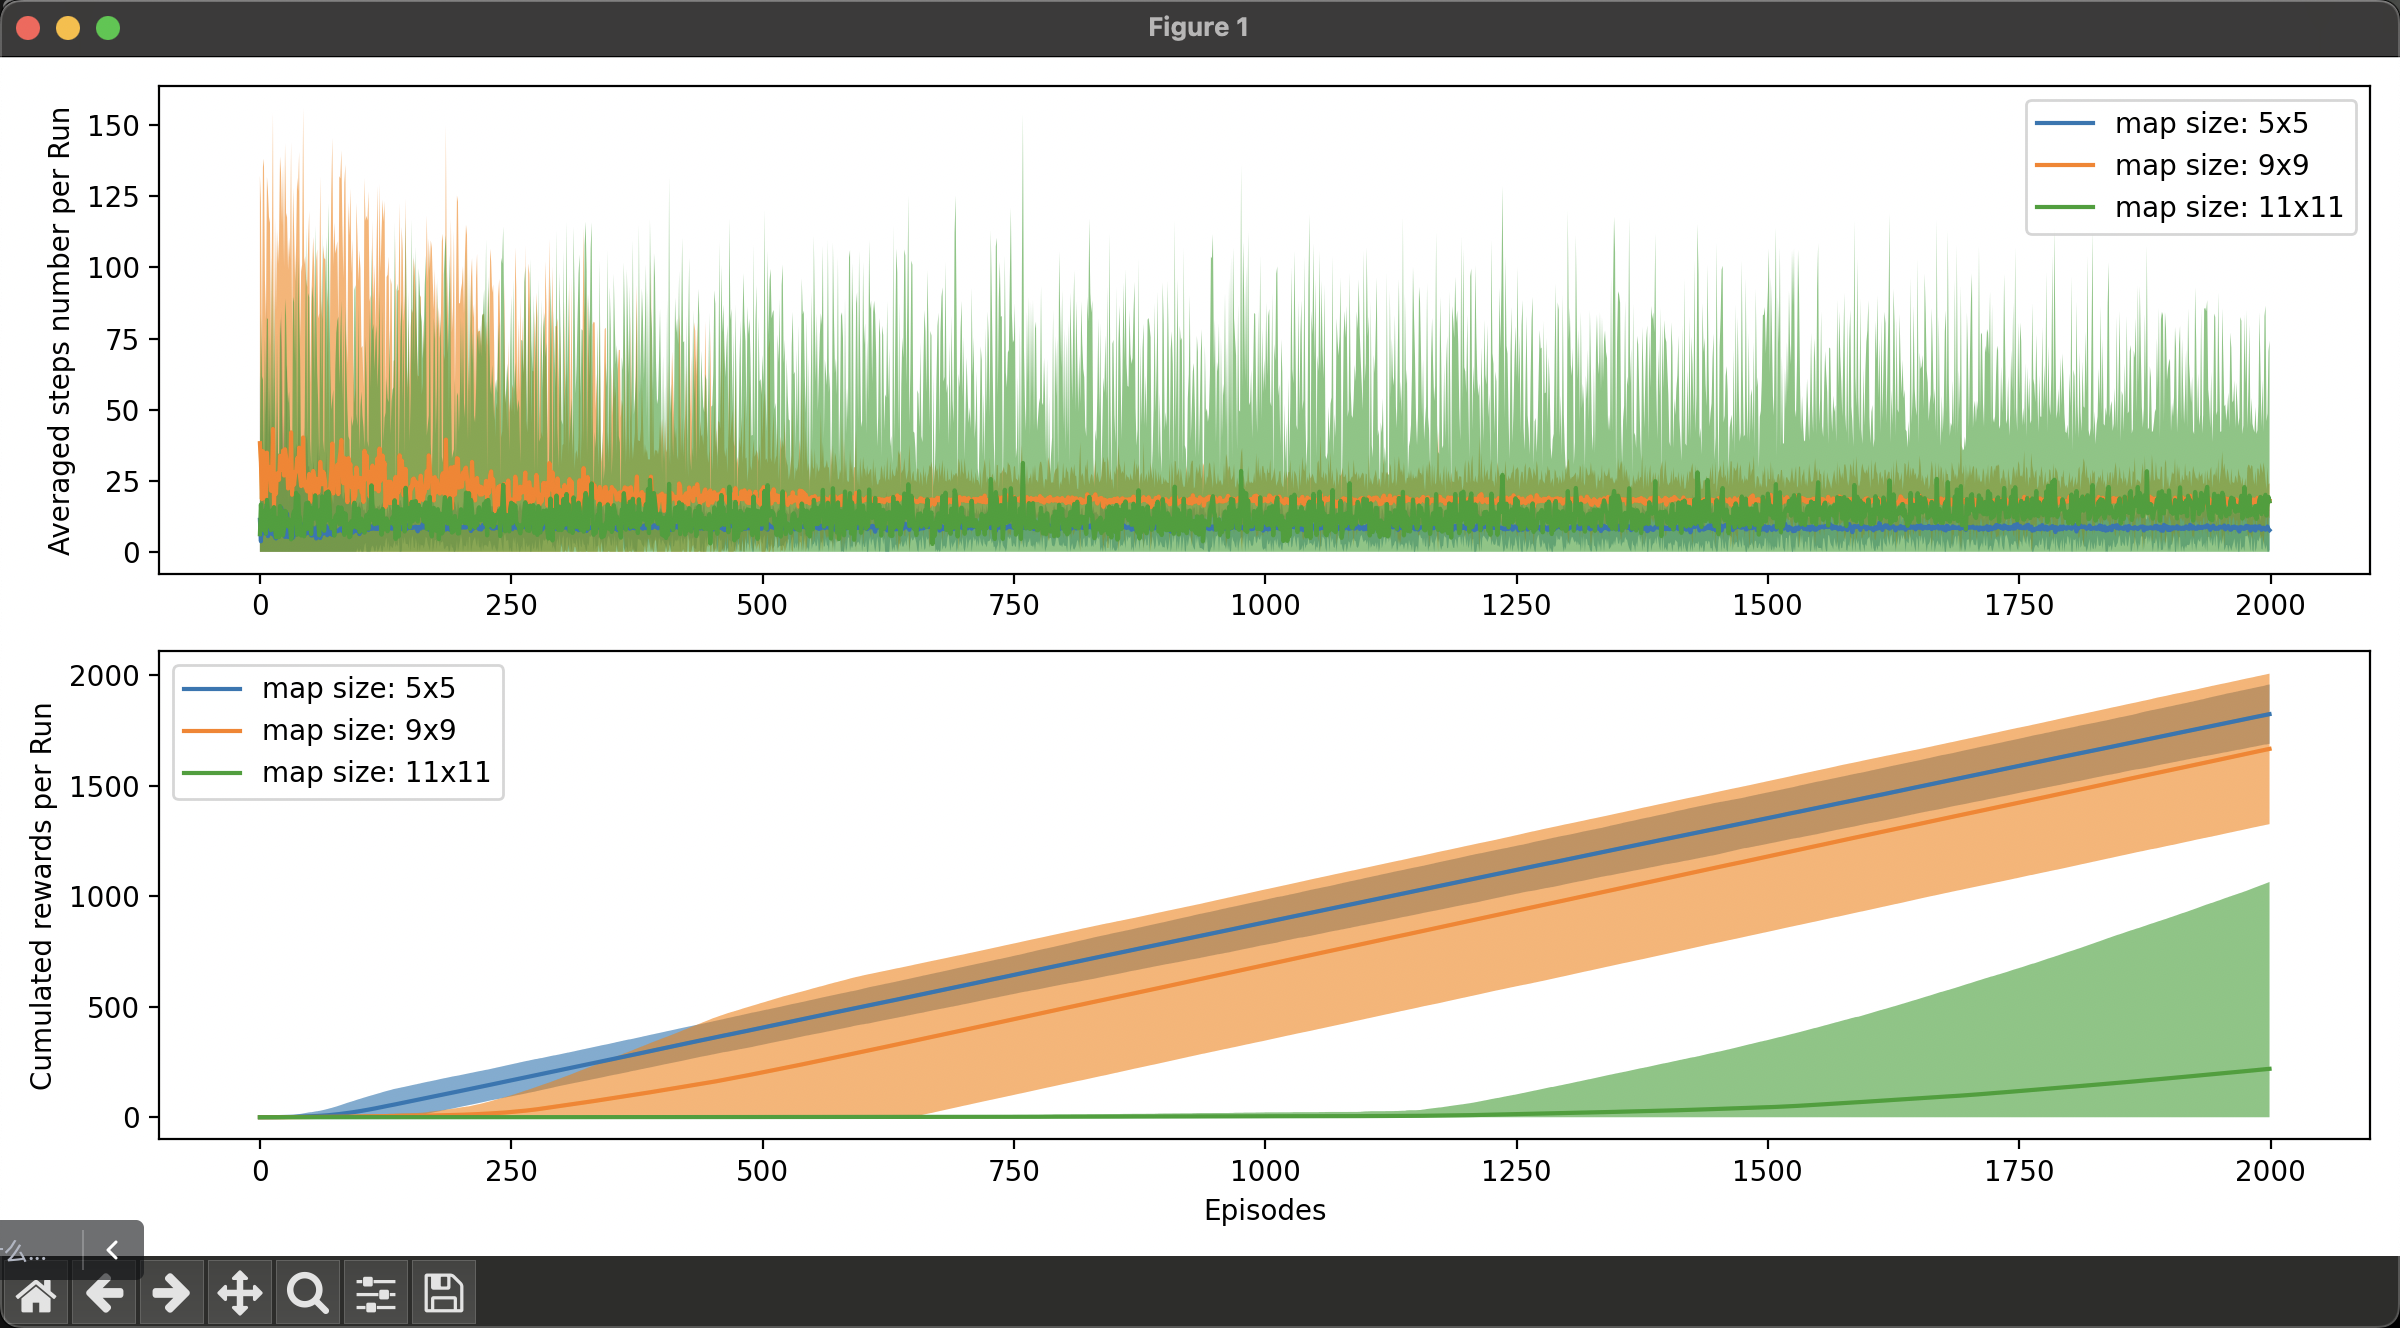 Figure 1
Averaged steps number per Run
150
125
100
75
50
25
0
map size: 5x5
map size: 9x9
map size: 11x11
0 250 500 750 1000 1250 1500 1750 2000
Cumulated rewards per Run
2000
1500
1000
500
0
map size: 5x5
map size: 9x9
map size: 11x11
0 250 500 750 1000 1250 1500 1750 2000
Episodes
么...